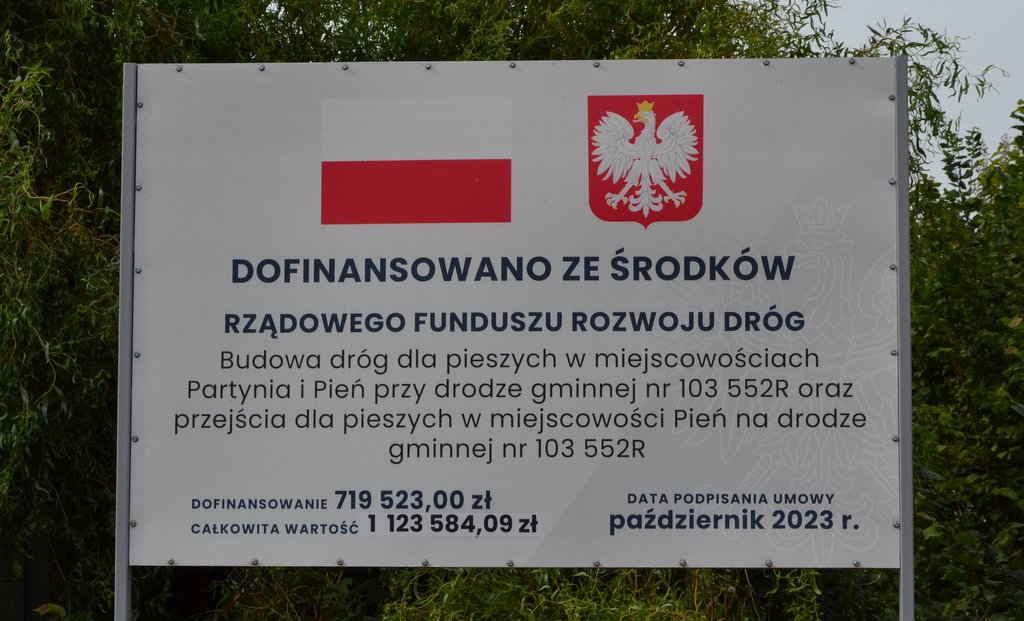 DOFINANSOWANO ZE ŚRODKÓW
RZĄDOWEGO FUNDUSZU ROZWOJU DRÓG
Budowa dróg dla pieszych w miejscowościach
Partynia i Pień przy drodze gminnej nr 103 552R oraz
przejścia dla pieszych w miejscowości Pień na drodze
gminnej nr 103 552R
DOFINANSOWANIE 719 523,00 zł
CAŁKOWITA WARTOŚĆ 1 123 584,09 zł
DATA PODPISANIA UMOWY
październik 2023 r.